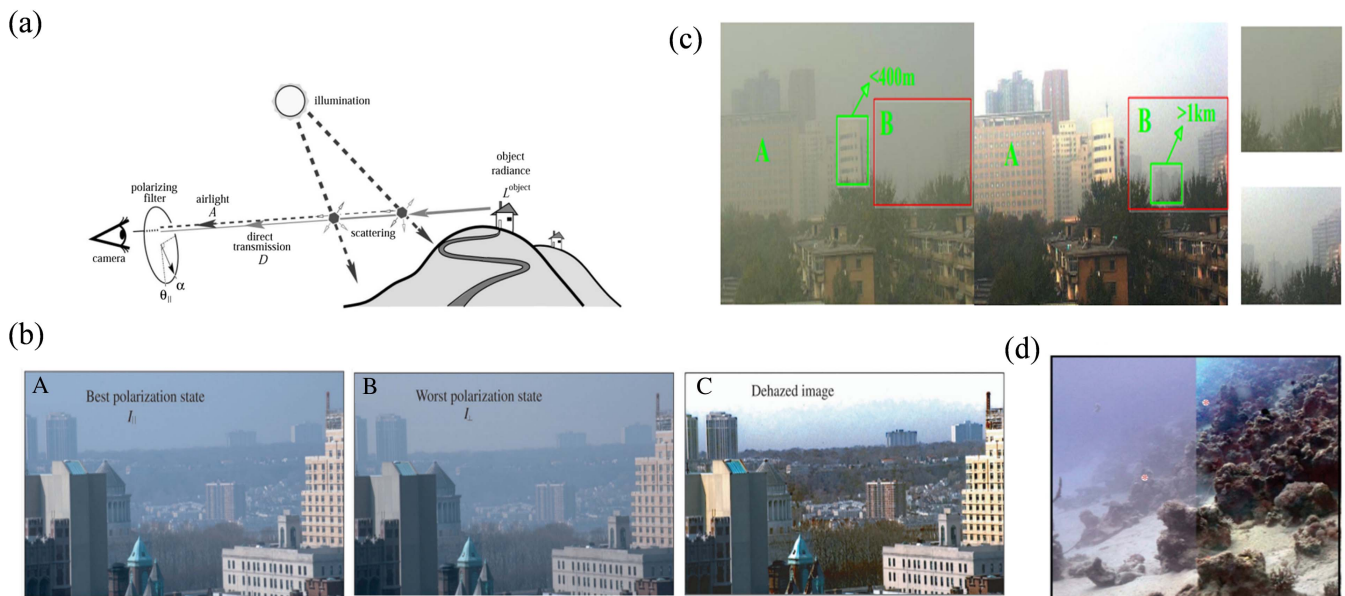 (a)
illumination
object
radiance
L^object
polarizing
filter
airlight
A
scattering
direct
transmission
D
camera
α
θ||
(b)
A
Best polarization state
I||
B
Worst polarization state
I⊥
C
Dehazed image
(c)
<400m
B
A
B
>1km
A
(d)